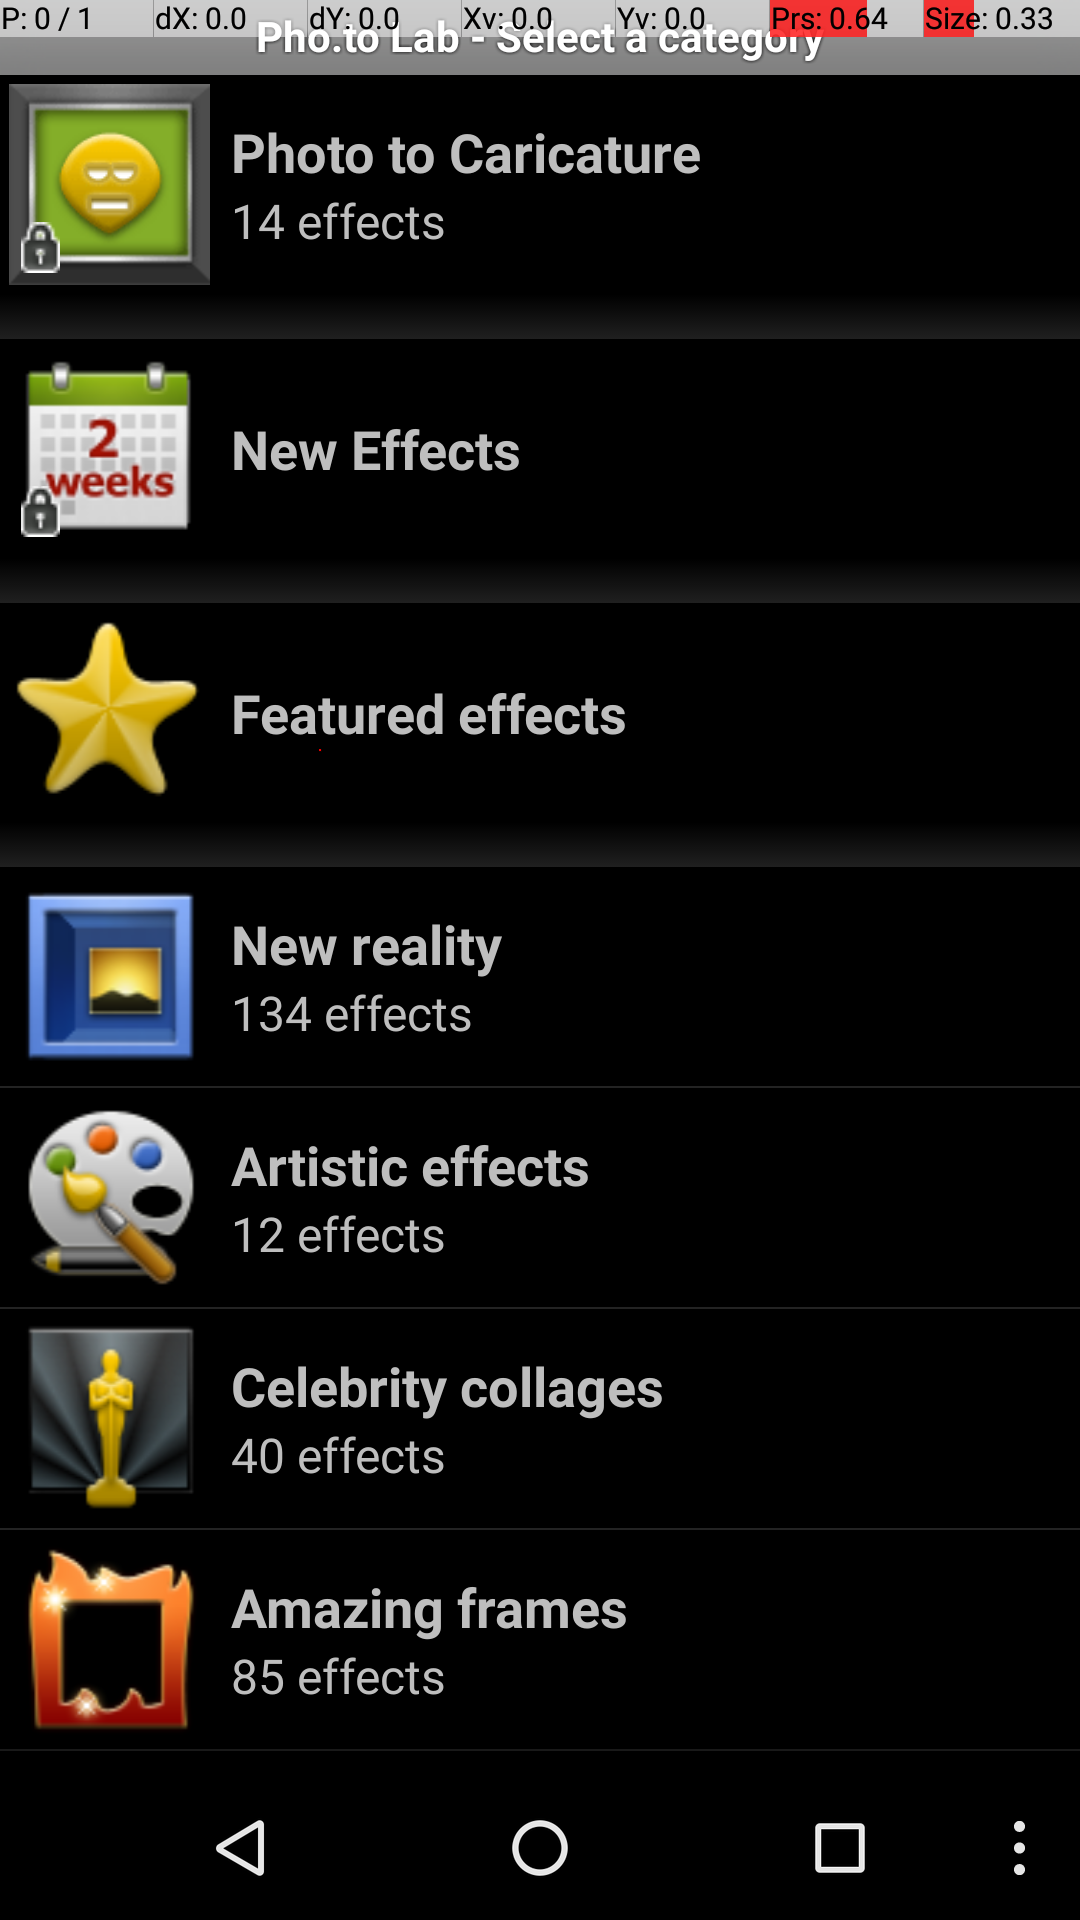 P: 0 / 1 dX: 0.0 dY: 0.0 Xv: 0.0 Yv: 0.0 Prs: 0.64 Size: 0.33
Pho.to Lab - Select a category
Photo to Caricature
14 effects
2
weeks
New Effects
Featured effects
New reality
134 effects
Artistic effects
12 effects
Celebrity collages
40 effects
Amazing frames
85 effects